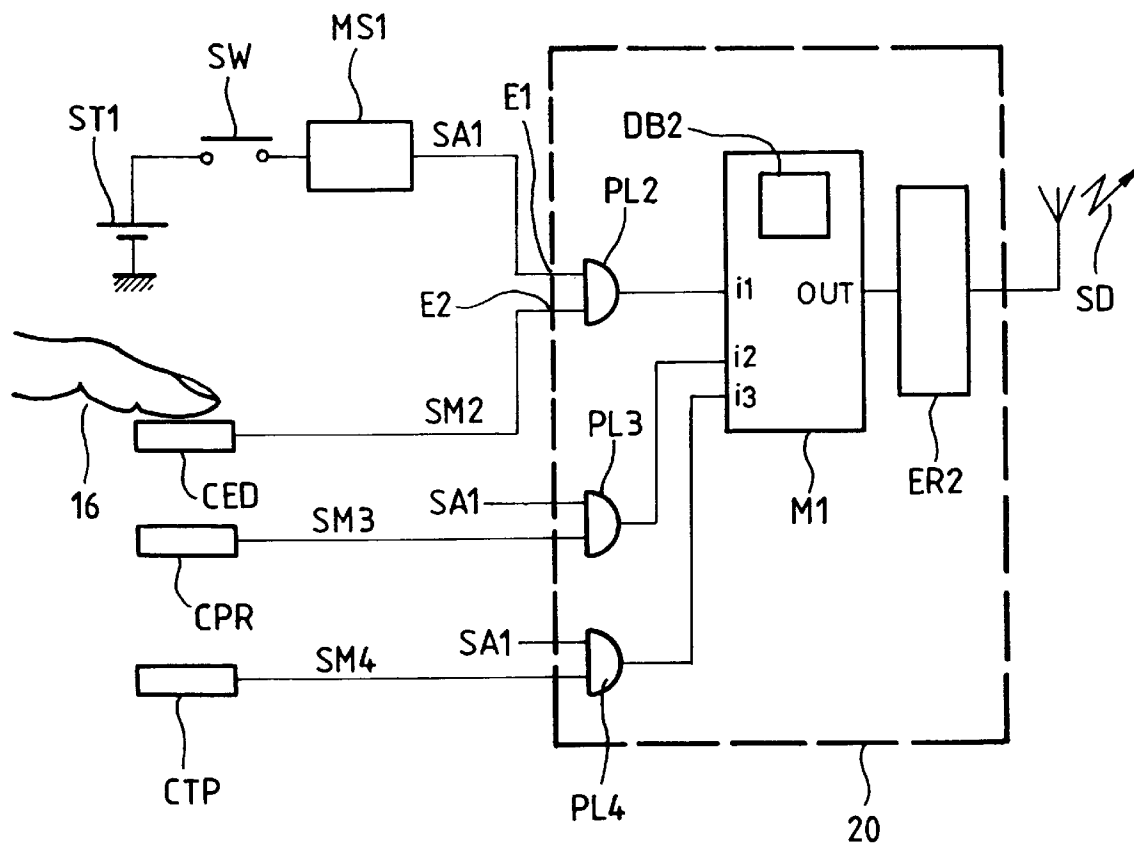 MS1
SW
ST1
SA1
E1
DB2
PL2
E2
i1
OUT
SD
i2
i3
SM2
PL3
16
CED
SA1
M1
ER2
SM3
CPR
SA1
SM4
CTP
PL4
20